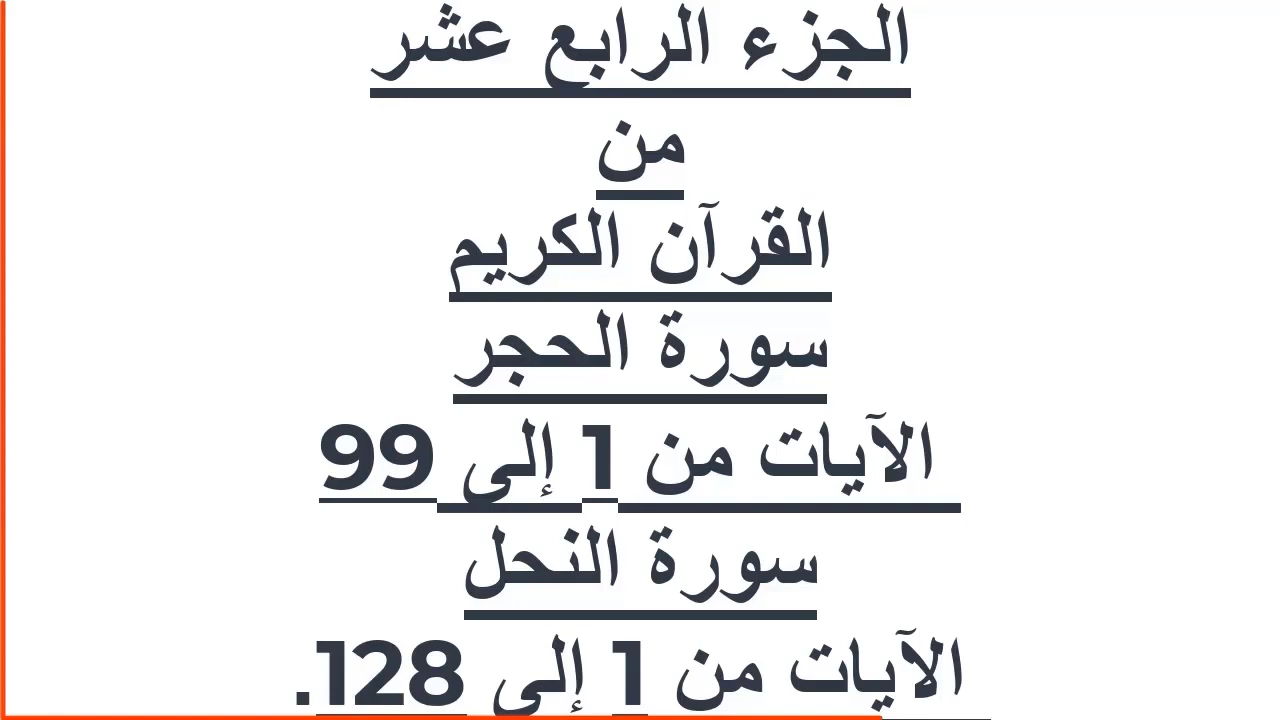 الجزء الرابع عشر
من
القرآن الكريم
سورة الحجر
الآيات من 1 إلى 99
سورة النحل
الآيات من 1 إلى 128.